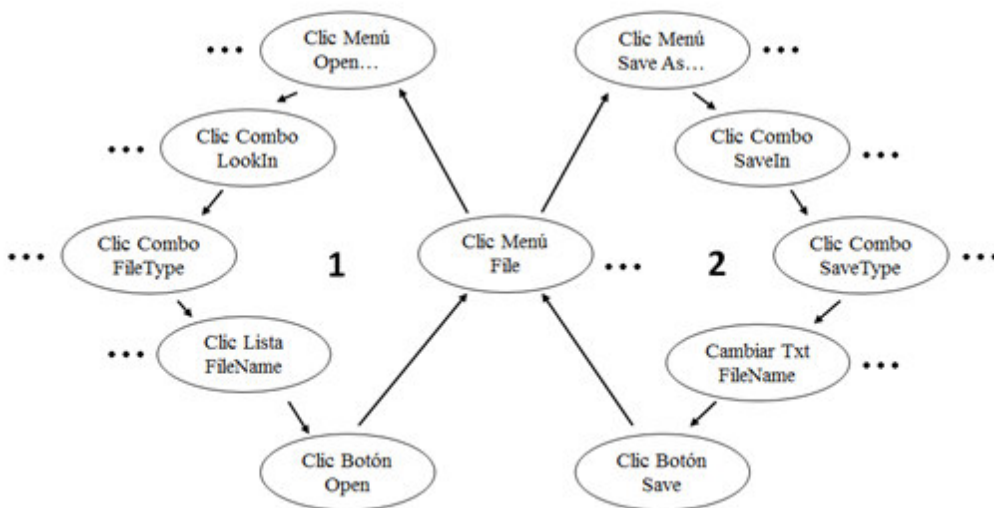 Clic Menú
Open...
Clic Menú
Save As...
Clic Combo
LookIn
Clic Combo
SaveIn
Clic Combo
FileType
1
Clic Menú
File
2
Clic Combo
SaveType
Clic Lista
FileName
Cambiar Txt
FileName
Clic Botón
Open
Clic Botón
Save